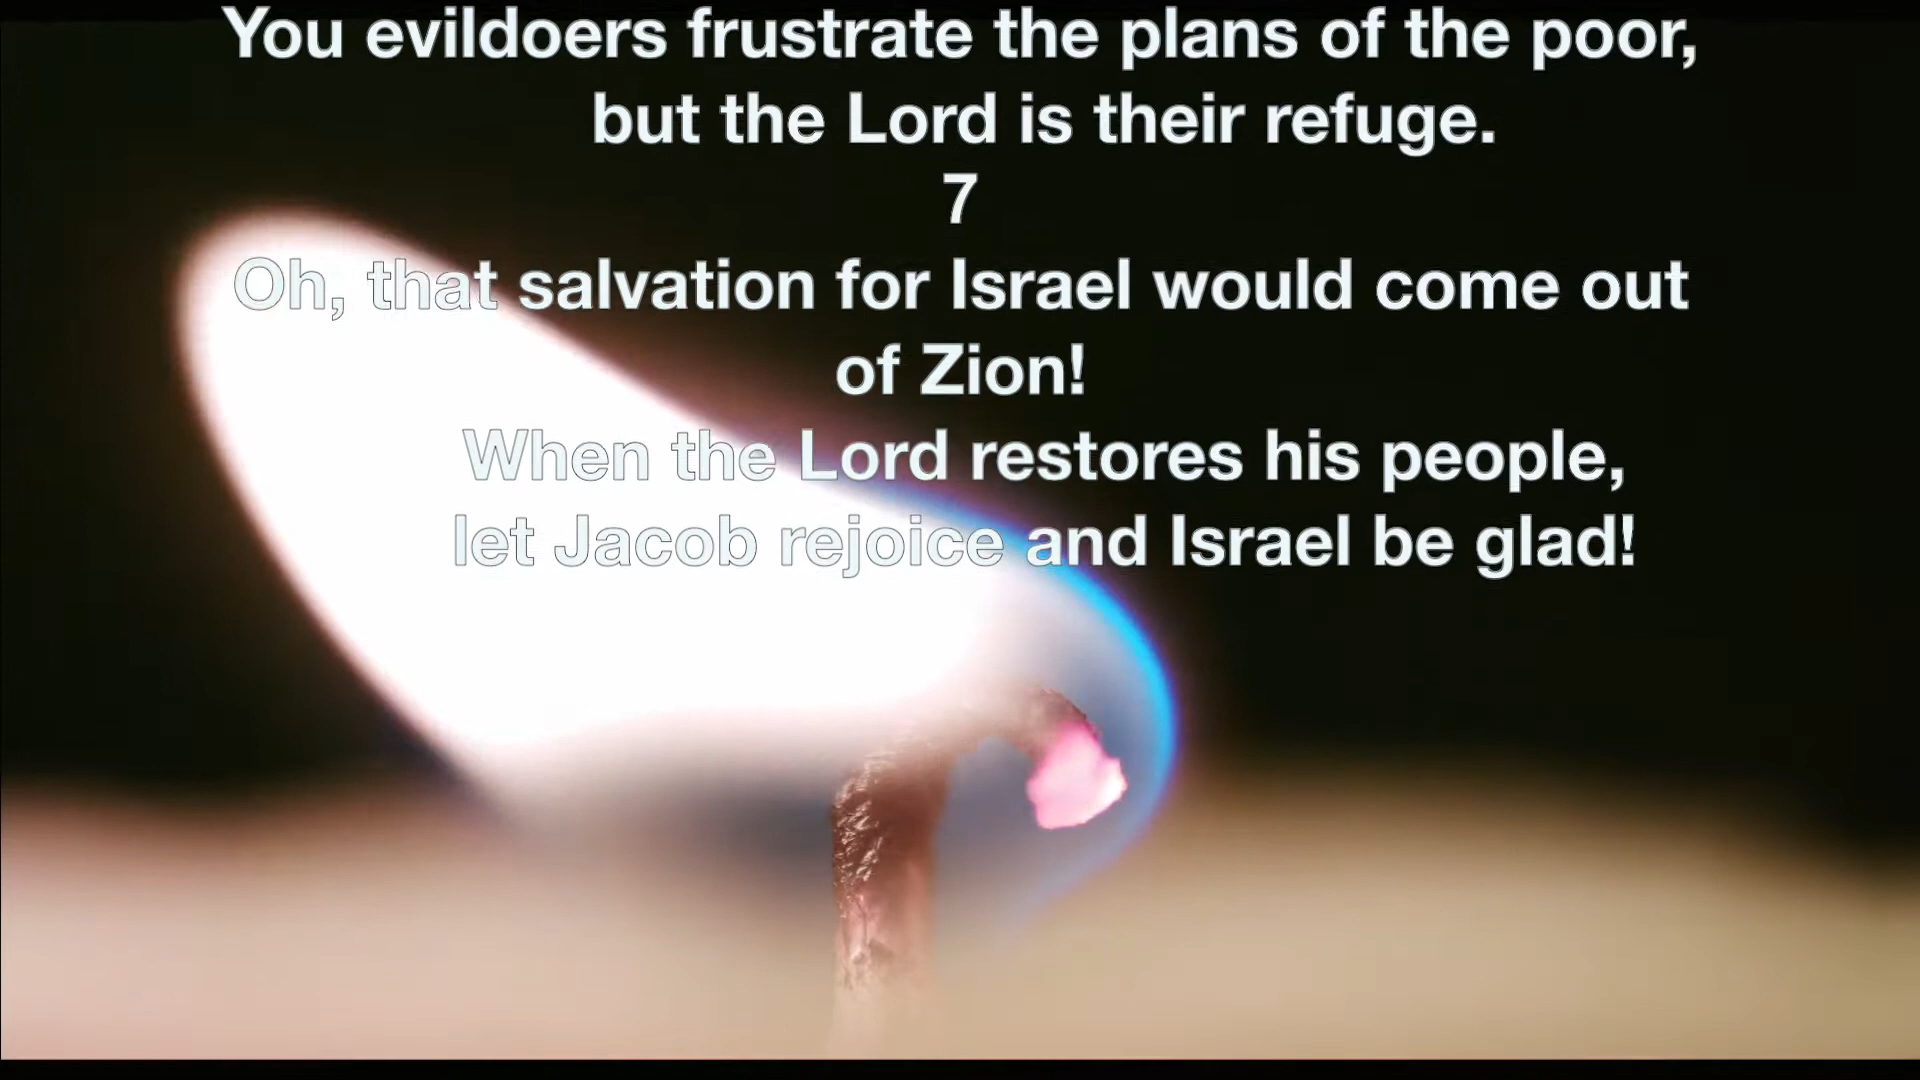 You evildoers frustrate the plans of the poor,
but the Lord is their refuge.
7
Oh, that salvation for Israel would come out
of Zion!
When the Lord restores his people,
let Jacob rejoice and Israel be glad!